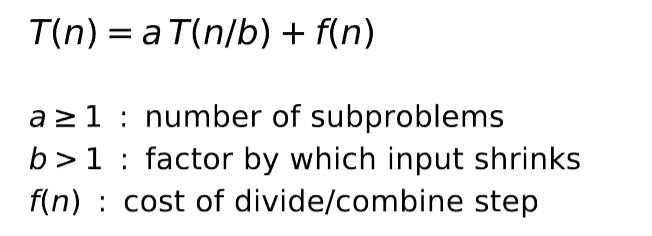 T(n) = a T(n/b) + f(n)
a ≥ 1 : number of subproblems
b > 1 : factor by which input shrinks
f(n) : cost of divide/combine step